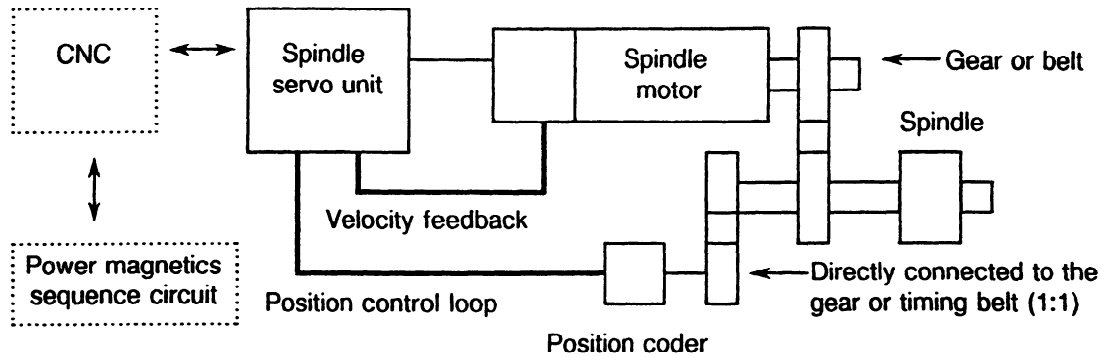 CNC
Spindle
servo unit
Spindle
motor
Gear or belt
Spindle
Velocity feedback
Power magnetics
sequence circuit
Position control loop
Directly connected to the
gear or timing belt (1:1)
Position coder